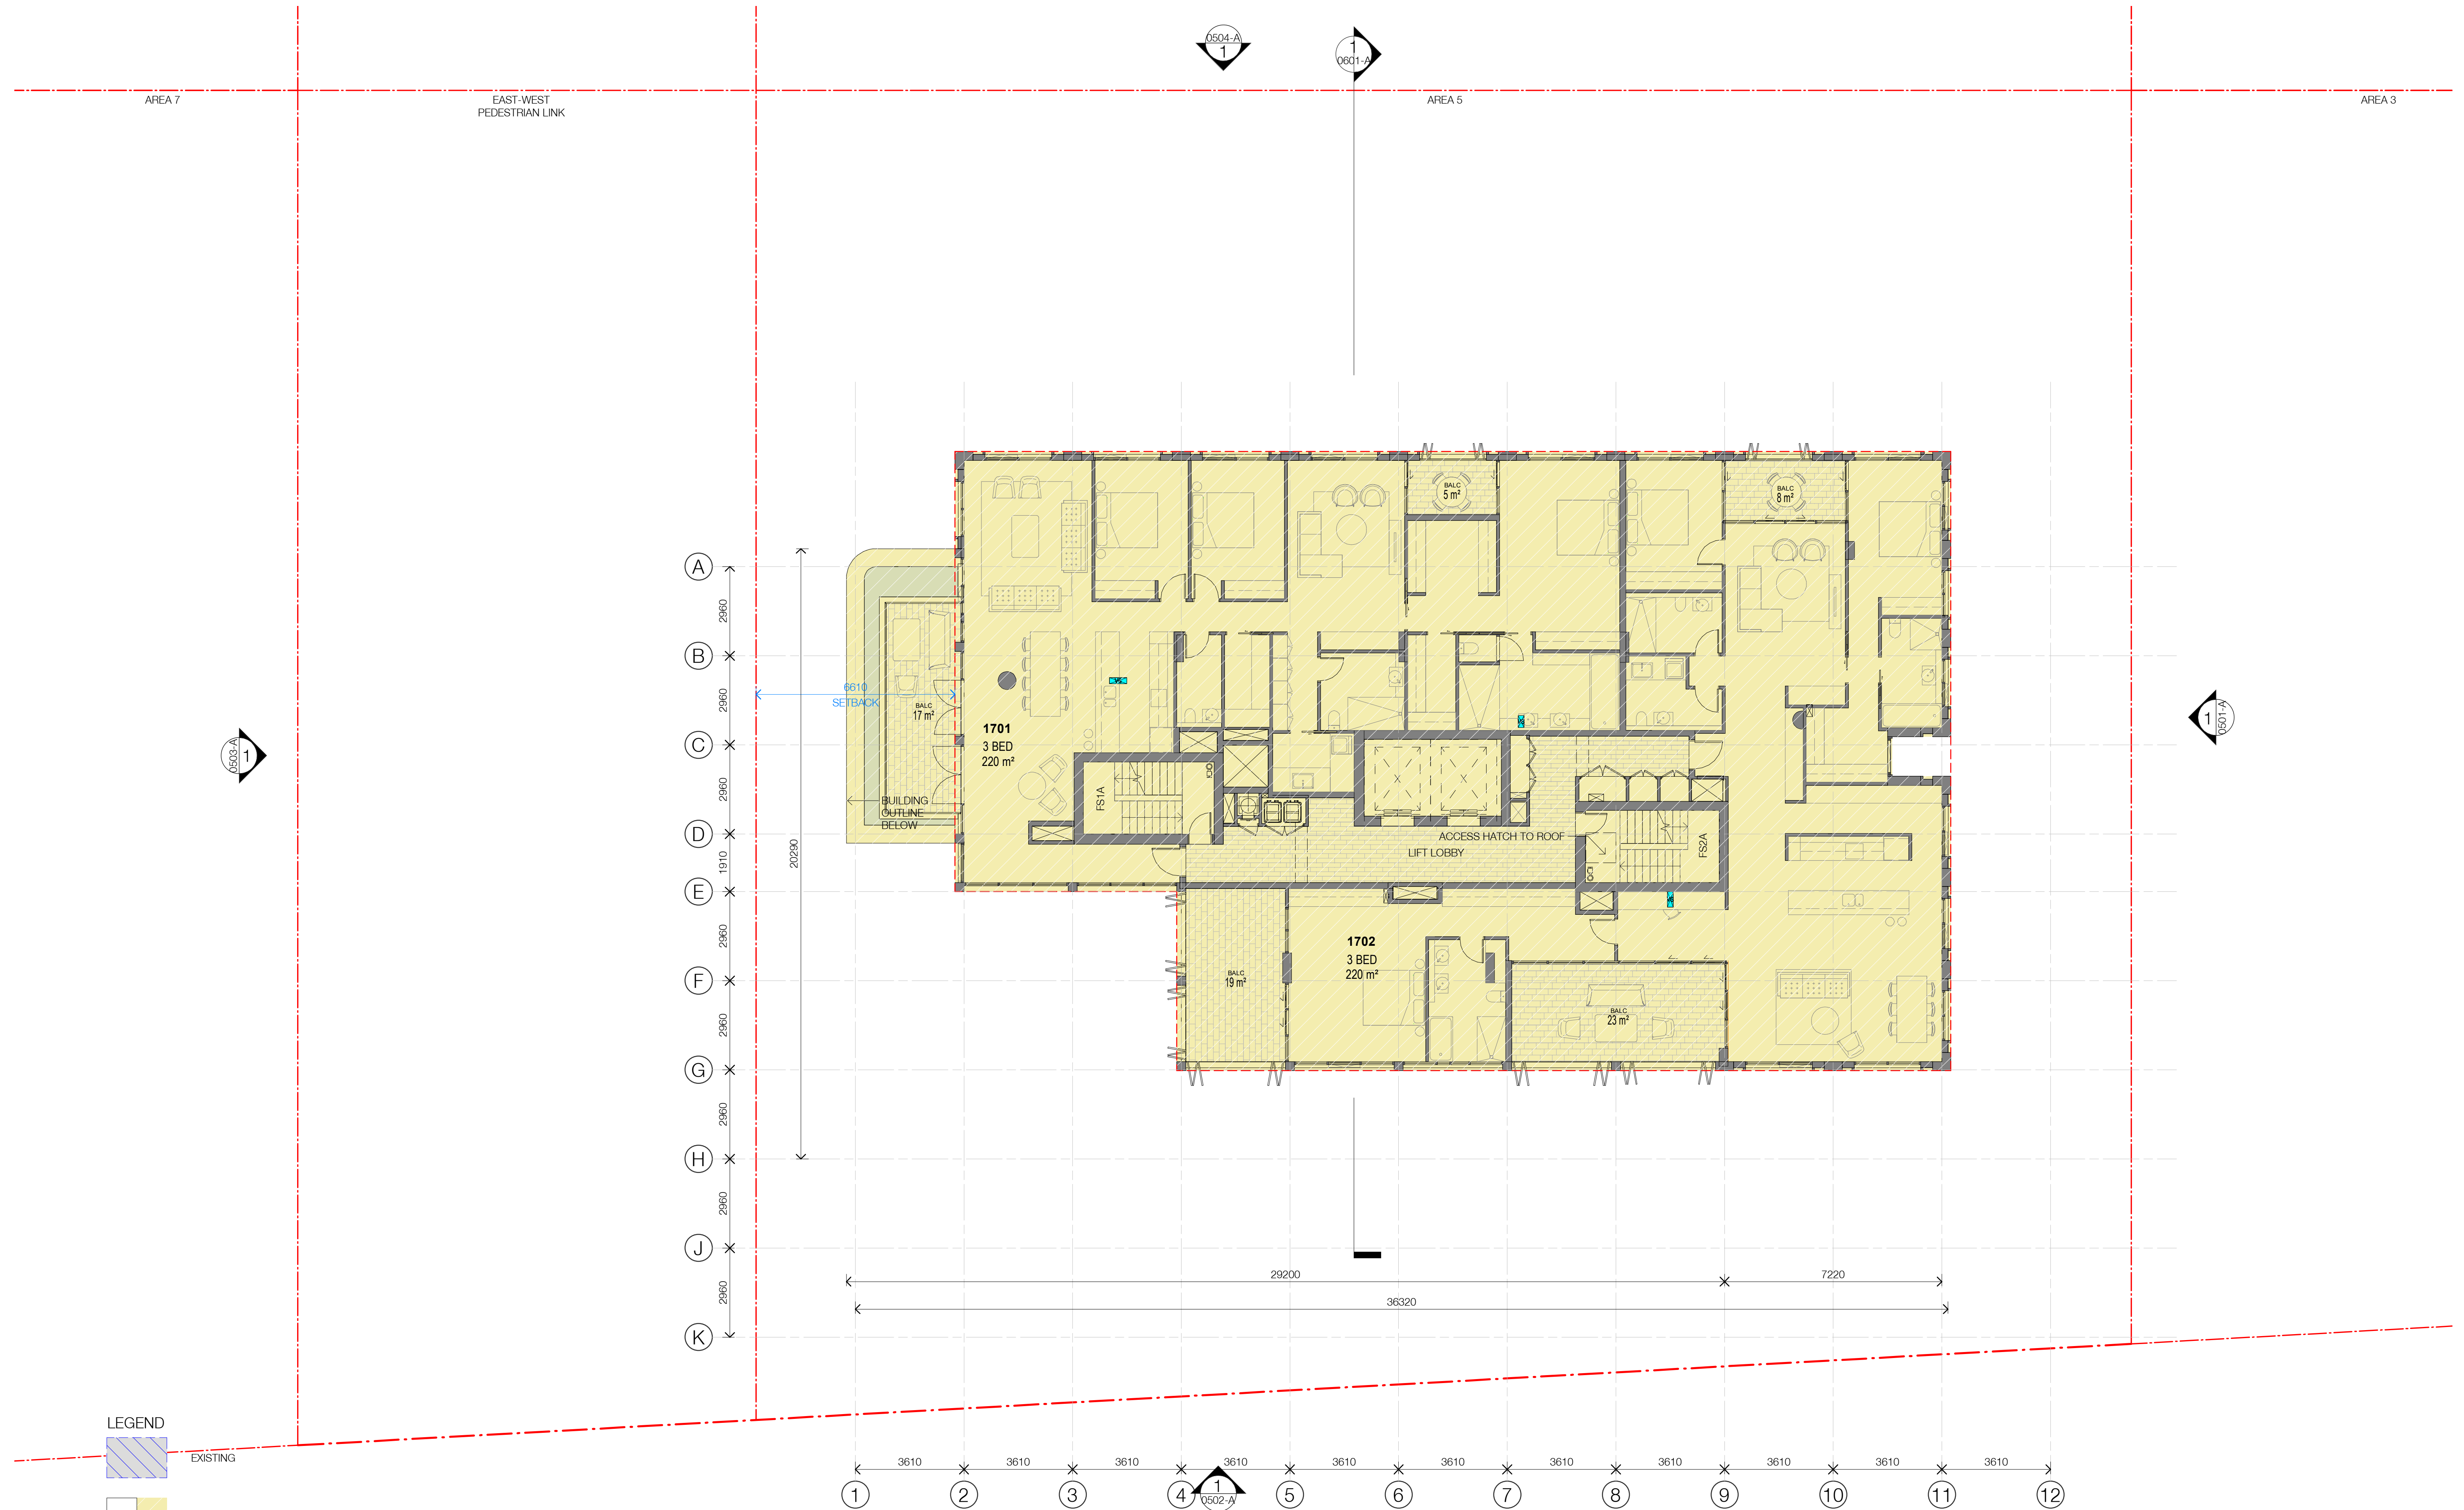 0504-A
1
1
0601-A
AREA 7
EAST-WEST
PEDESTRIAN LINK
AREA 5
AREA 3
BALC
5 m²
BALC
8 m²
A
2960
B
6610
SETBACK
2960
BALC
17 m²
V5
1701
3 BED
220 m²
C
0503-A
1
1
0501-A
2960
BUILDING
OUTLINE
BELOW
FS1A
X
X
D
ACCESS HATCH TO ROOF
LIFT LOBBY
FS2A
1910
20290
E
2960
1702
3 BED
220 m²
BALC
19 m²
F
BALC
23 m²
2960
G
2960
H
2960
J
2960
29200
7220
36320
K
LEGEND
EXISTING
3610
3610
3610
3610
3610
3610
3610
3610
3610
3610
3610
1
2
3
4
1
0502-A
5
6
7
8
9
10
11
12